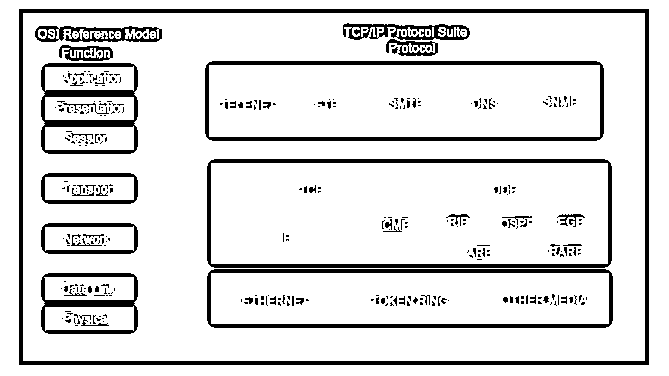 OSI Reference Model
TCP/IP Protocol Suite
Function
Protocol
Application
Presentation
TELENET FTP SMTP DNS SNMP
Session
Transport
TCP UDP
Network
IP ICMP RIP OSPF EGP
ARP RARP
Data Link
ETHERNET TOKEN RING OTHER MEDIA
Physical